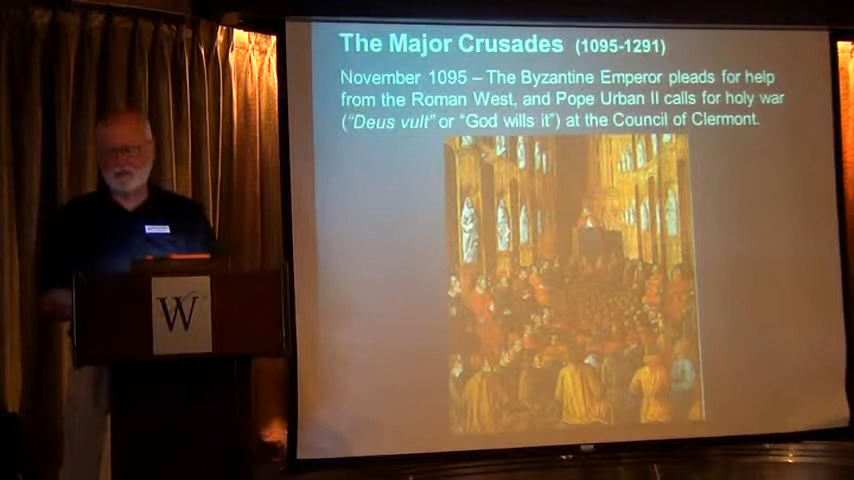 The Major Crusades (1095-1291)
November 1095 – The Byzantine Emperor pleads for help
from the Roman West, and Pope Urban II calls for holy war
(“Deus vult” or “God wills it”) at the Council of Clermont.
W